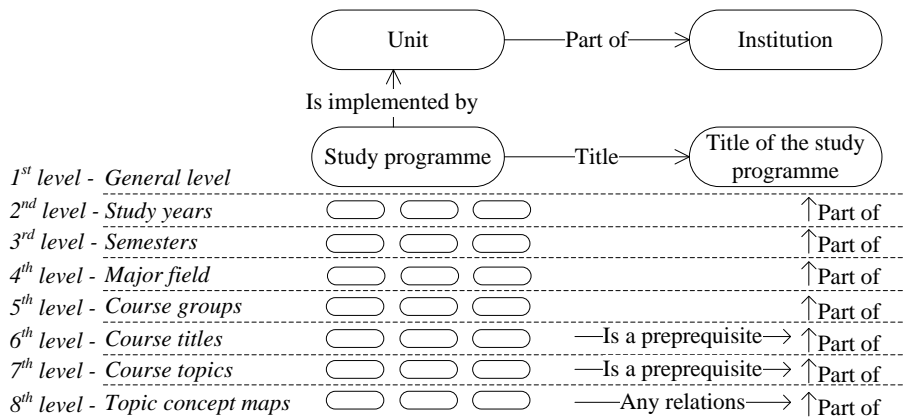 Unit Part of Institution
Is implemented by
Study programme Title Title of the study programme
1st level - General level
2nd level - Study years Part of
3rd level - Semesters Part of
4th level - Major field Part of
5th level - Course groups Part of
6th level - Course titles Is a preprequisite Part of
7th level - Course topics Is a preprequisite Part of
8th level - Topic concept maps Any relations Part of